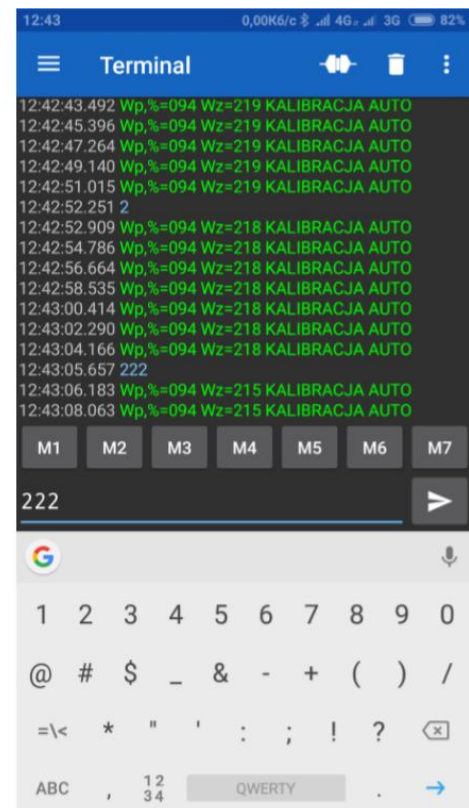 12:43 0,00Кб/с 4G 3G 82%
Terminal
12:42:43.492 Wp,%=094 Wz=219 KALIBRACJA AUTO
12:42:45.396 Wp,%=094 Wz=219 KALIBRACJA AUTO
12:42:47.264 Wp,%=094 Wz=219 KALIBRACJA AUTO
12:42:49.140 Wp,%=094 Wz=219 KALIBRACJA AUTO
12:42:51.015 Wp,%=094 Wz=219 KALIBRACJA AUTO
12:42:52.251 2
12:42:52.909 Wp,%=094 Wz=218 KALIBRACJA AUTO
12:42:54.786 Wp,%=094 Wz=218 KALIBRACJA AUTO
12:42:56.664 Wp,%=094 Wz=218 KALIBRACJA AUTO
12:42:58.535 Wp,%=094 Wz=218 KALIBRACJA AUTO
12:43:00.414 Wp,%=094 Wz=218 KALIBRACJA AUTO
12:43:02.290 Wp,%=094 Wz=218 KALIBRACJA AUTO
12:43:04.166 Wp,%=094 Wz=218 KALIBRACJA AUTO
12:43:05.657 222
12:43:06.183 Wp,%=094 Wz=215 KALIBRACJA AUTO
12:43:08.063 Wp,%=094 Wz=215 KALIBRACJA AUTO
M1 M2 M3 M4 M5 M6 M7
222
G
1 2 3 4 5 6 7 8 9 0
@ # $ _ & - + ( ) /
=\< * " ' : ; ! ?
ABC , 12 34 QWERTY .